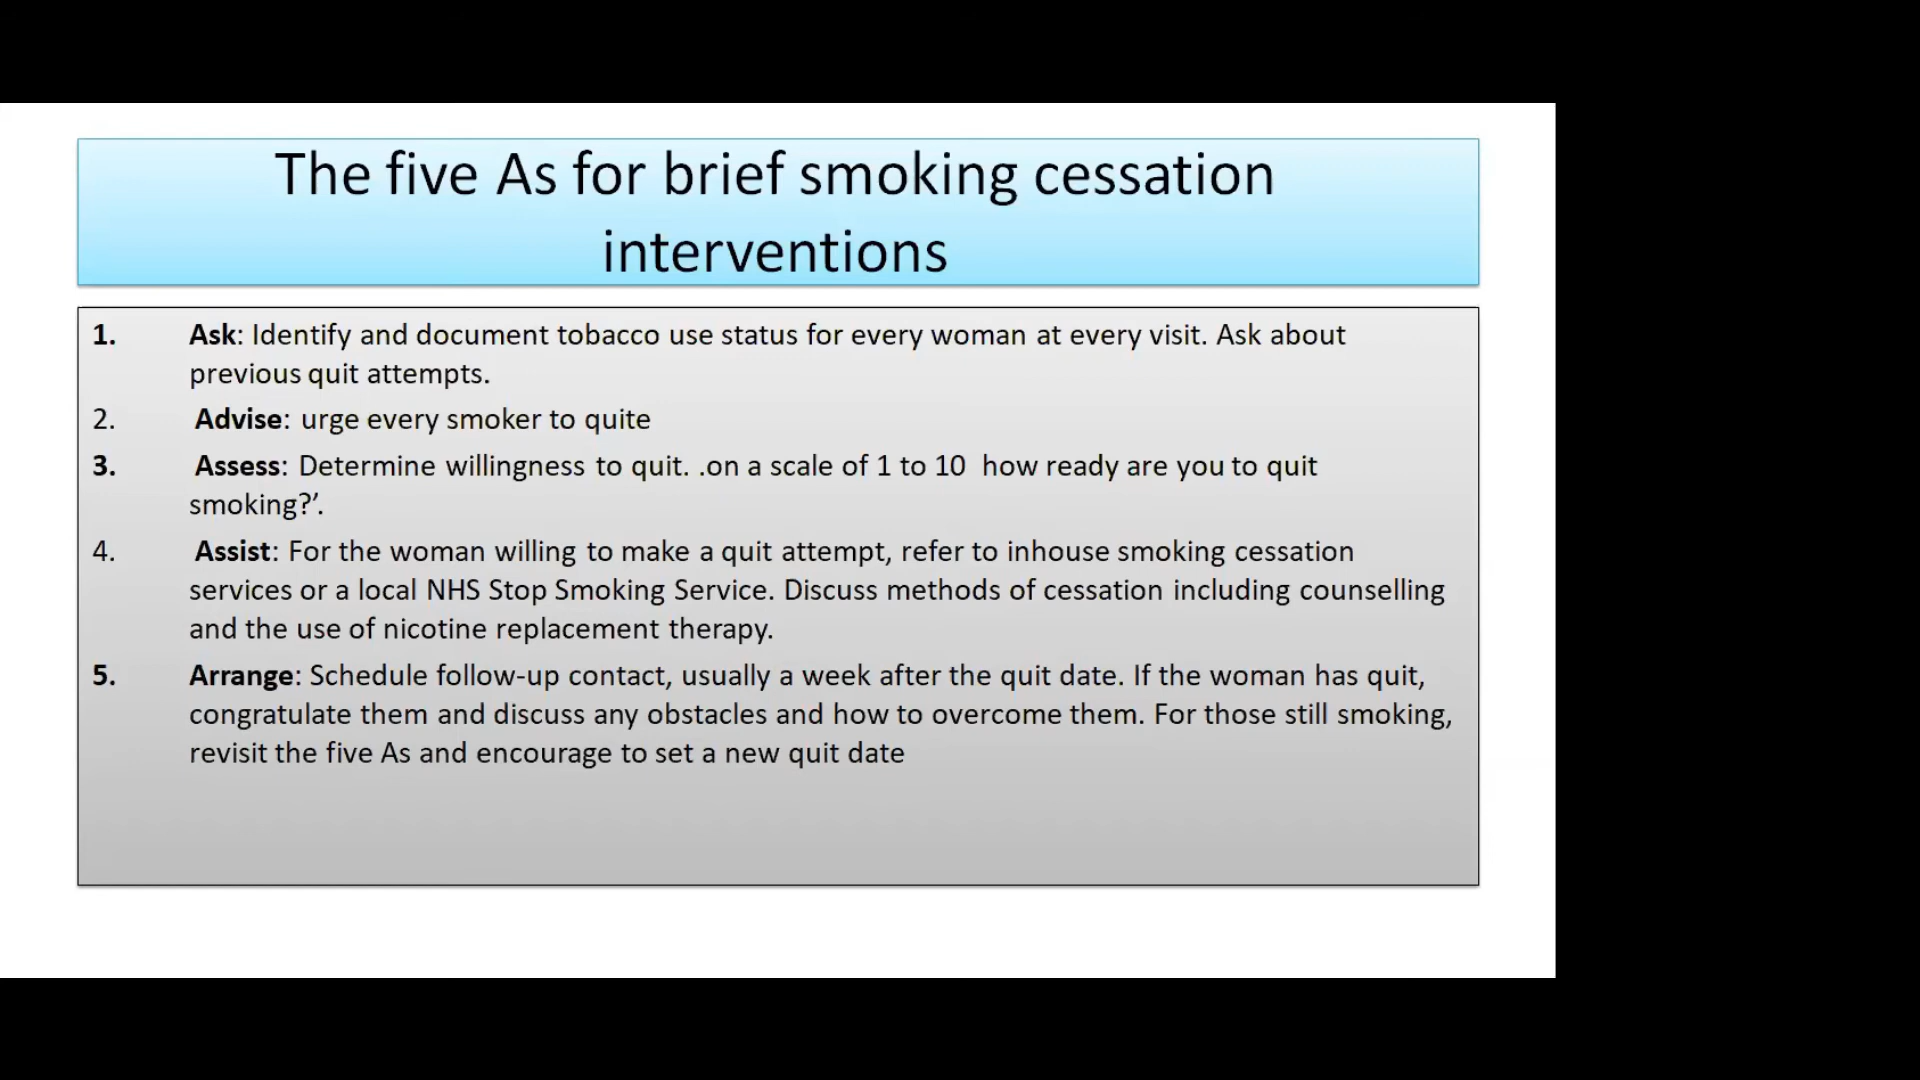 The five As for brief smoking cessation
interventions
1. Ask: Identify and document tobacco use status for every woman at every visit. Ask about
previous quit attempts.
2. Advise: urge every smoker to quite
3. Assess: Determine willingness to quit. .on a scale of 1 to 10  how ready are you to quit
smoking?’.
4. Assist: For the woman willing to make a quit attempt, refer to inhouse smoking cessation
services or a local NHS Stop Smoking Service. Discuss methods of cessation including counselling
and the use of nicotine replacement therapy.
5. Arrange: Schedule follow-up contact, usually a week after the quit date. If the woman has quit,
congratulate them and discuss any obstacles and how to overcome them. For those still smoking,
revisit the five As and encourage to set a new quit date